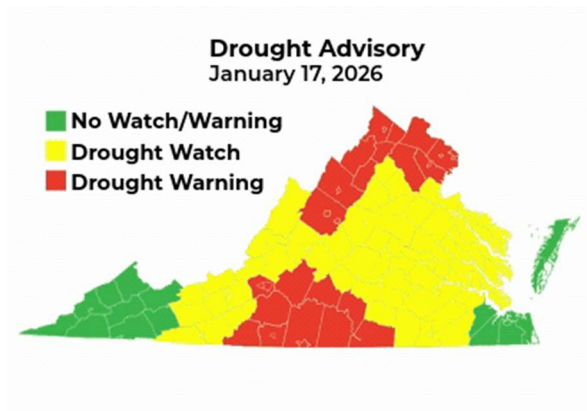 Drought Advisory
January 17, 2026
No Watch/Warning
Drought Watch
Drought Warning